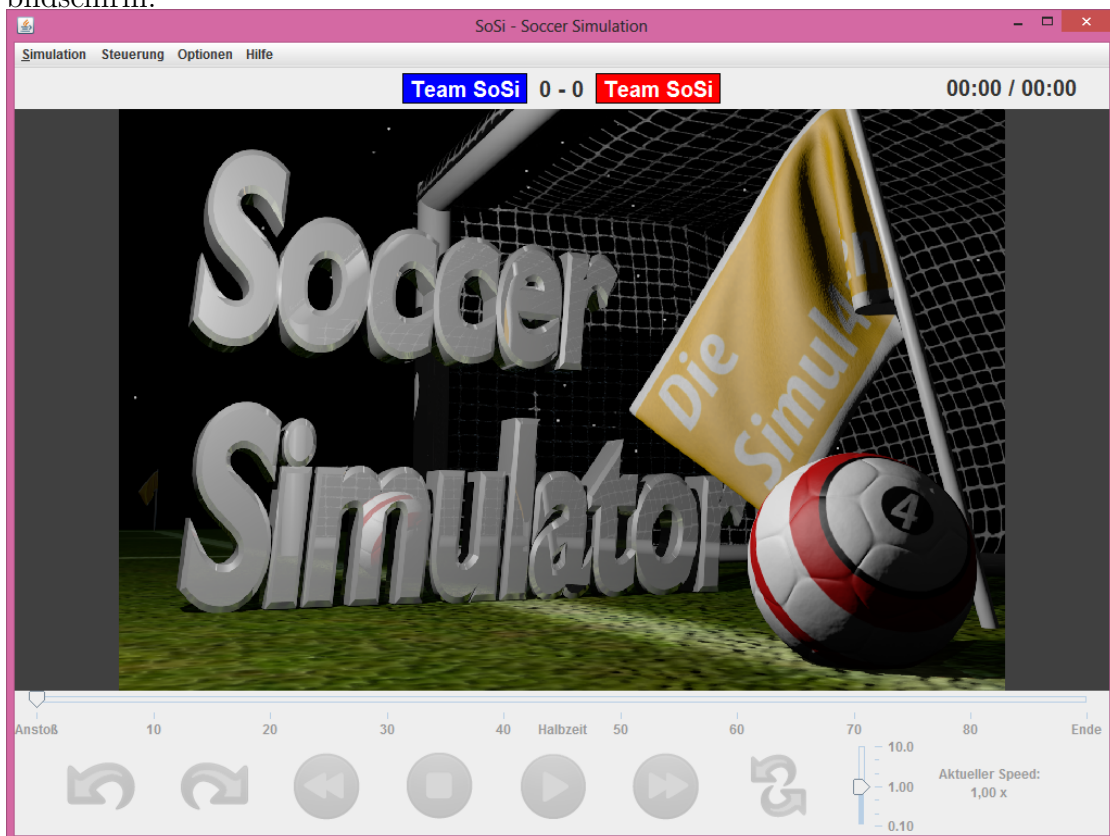 SoSi - Soccer Simulation
Simulation Steuerung Optionen Hilfe
Team SoSi 0 - 0 Team SoSi 00:00 / 00:00
Soccer
Simulator
Die
4
Anstoß 10 20 30 40 Halbzeit 50 60 70 80 Ende
10.0
1.00
0.10
Aktueller Speed:
1,00 x